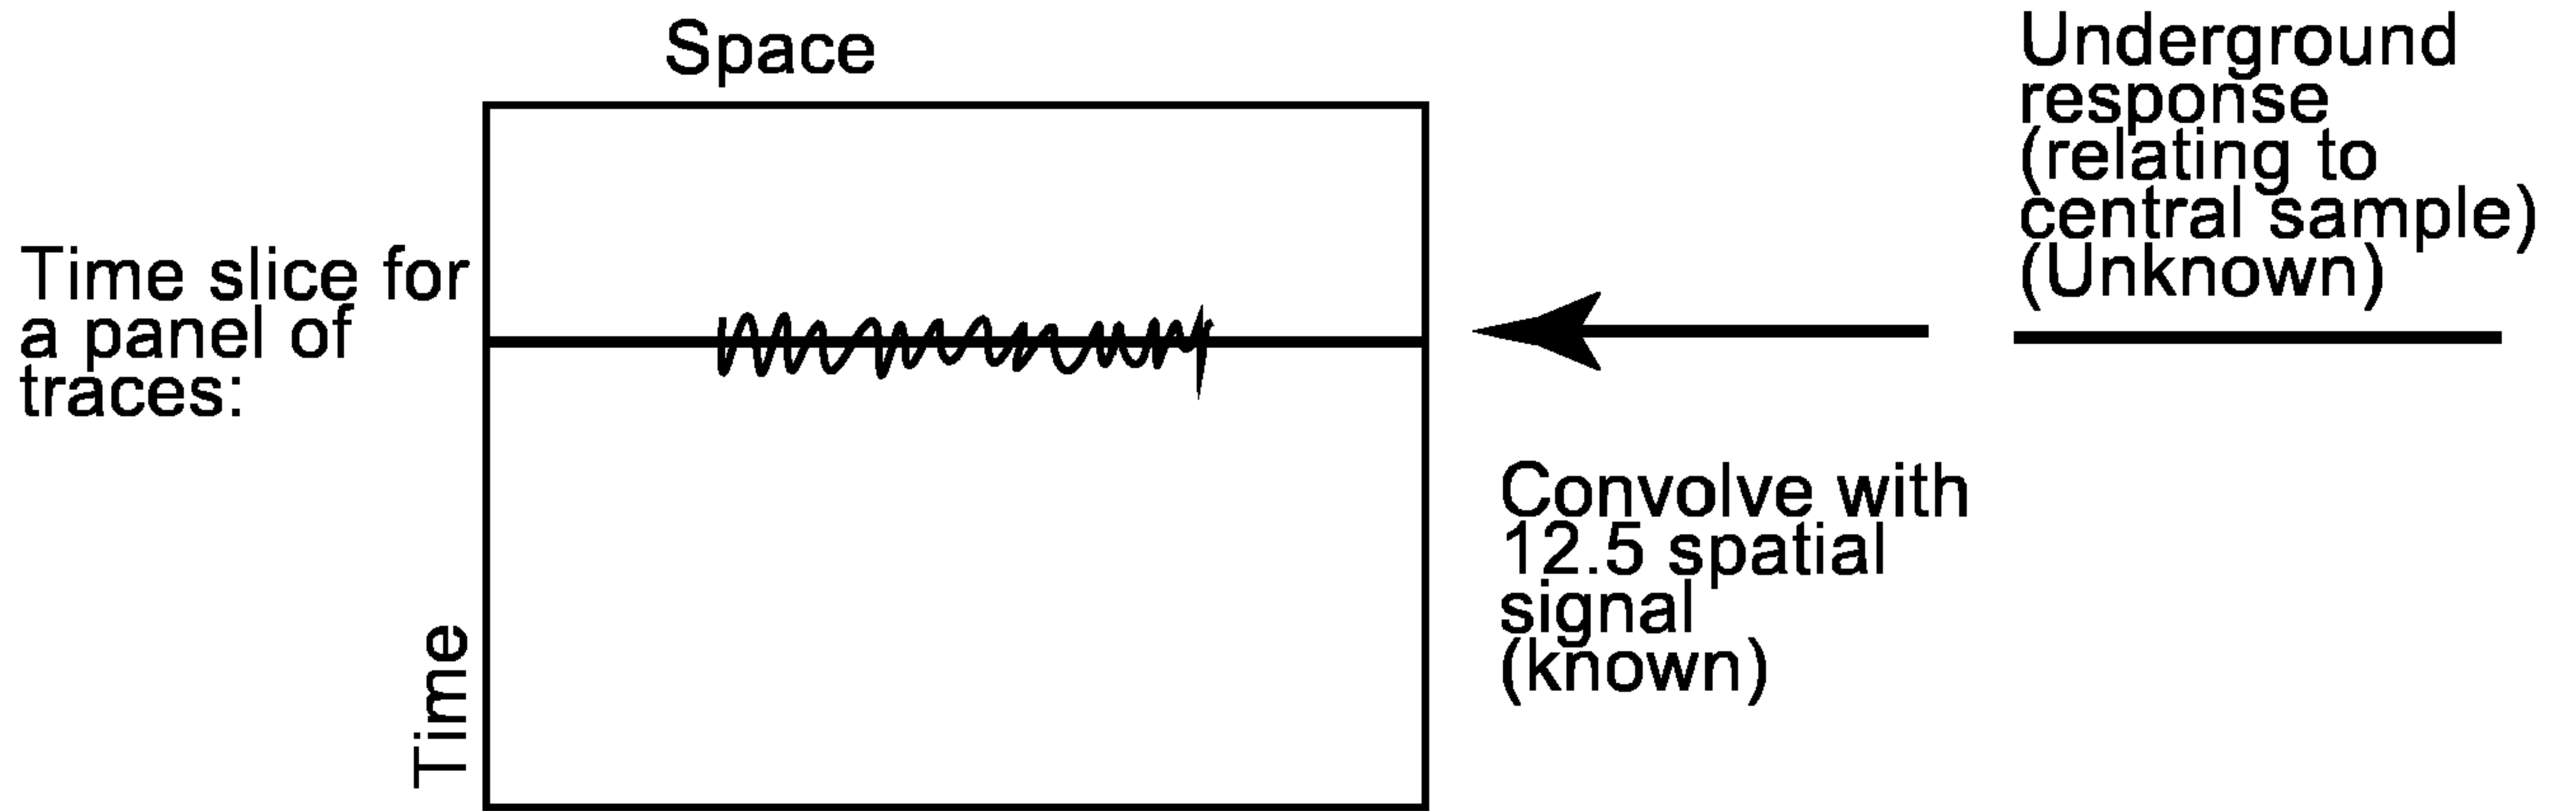 Space
Time slice for
a panel of
traces:
Time
Convolve with
12.5 spatial
signal
(known)
Underground
response
(relating to
central sample)
(Unknown)